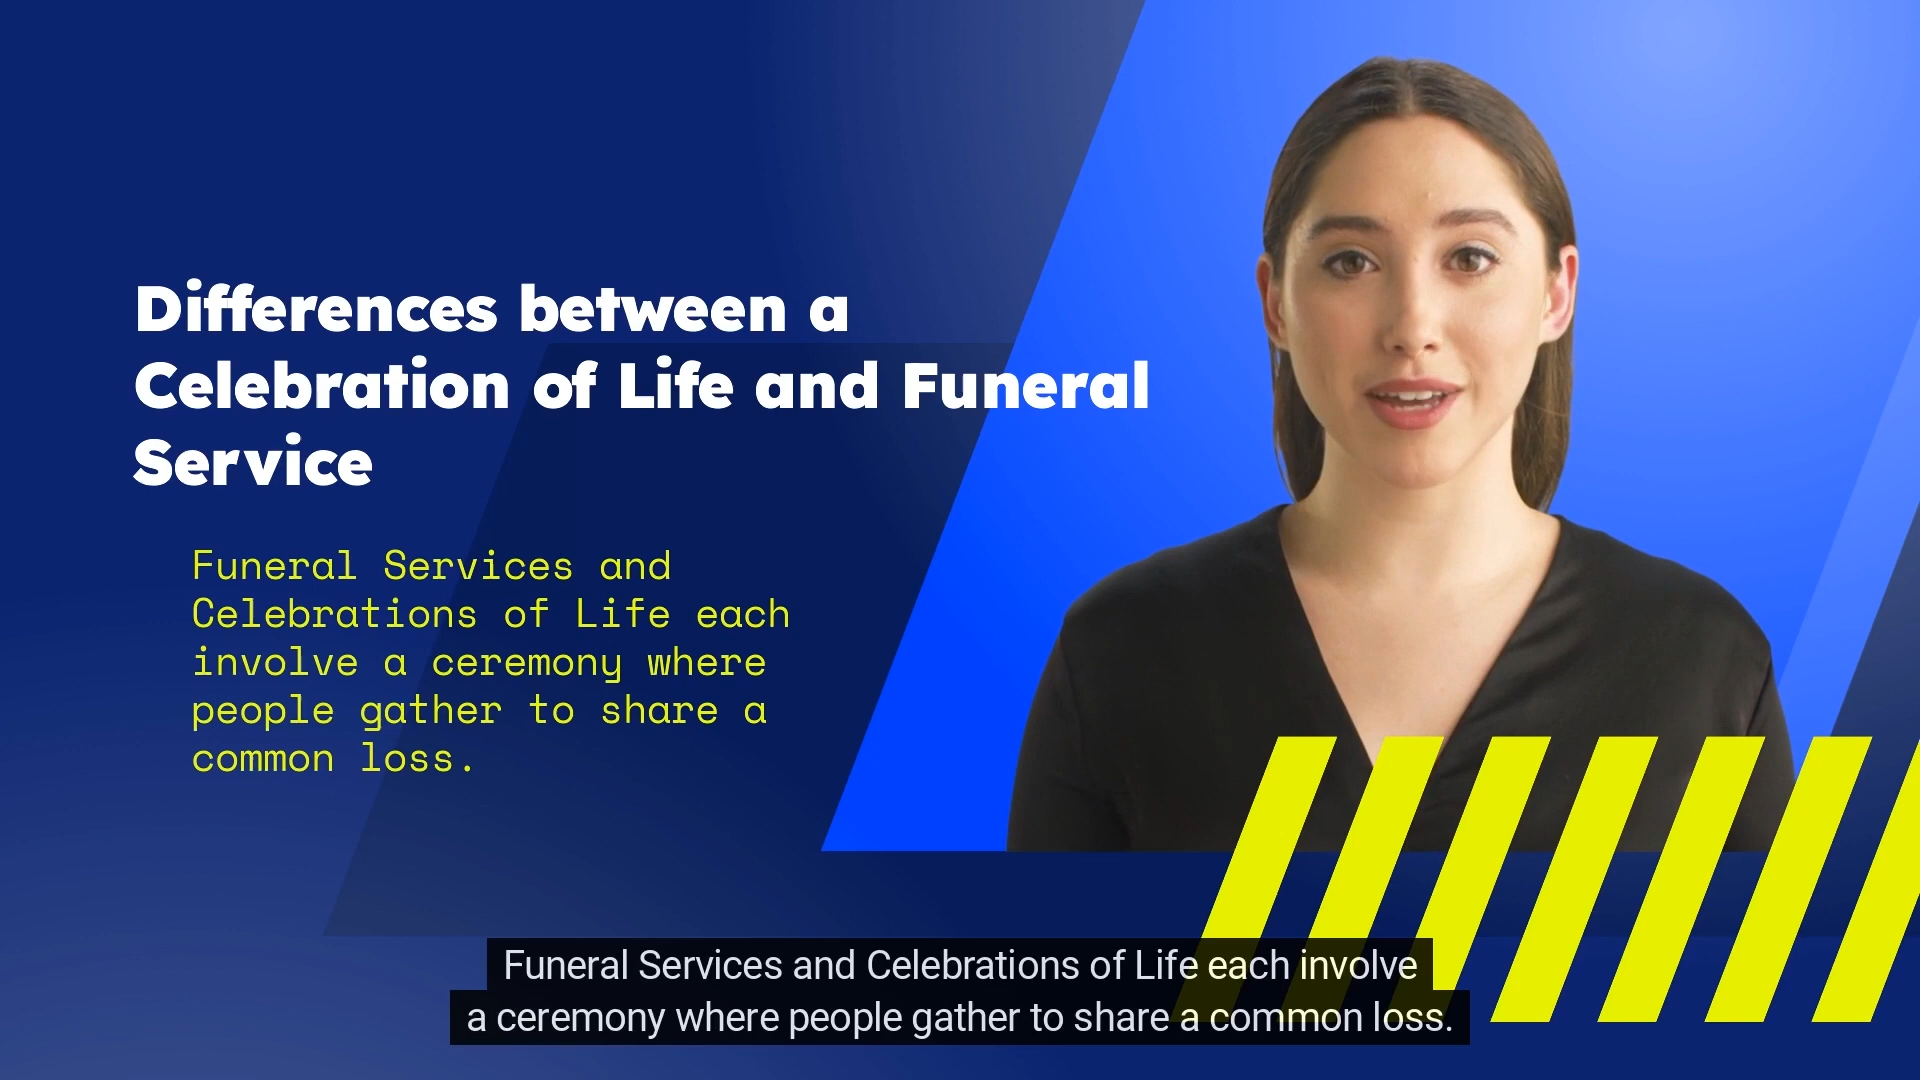 Differences between a
Celebration of Life and Funeral
Service
Funeral Services and
Celebrations of Life each
involve a ceremony where
people gather to share a
common loss.
Funeral Services and Celebrations of Life each involve
a ceremony where people gather to share a common loss.